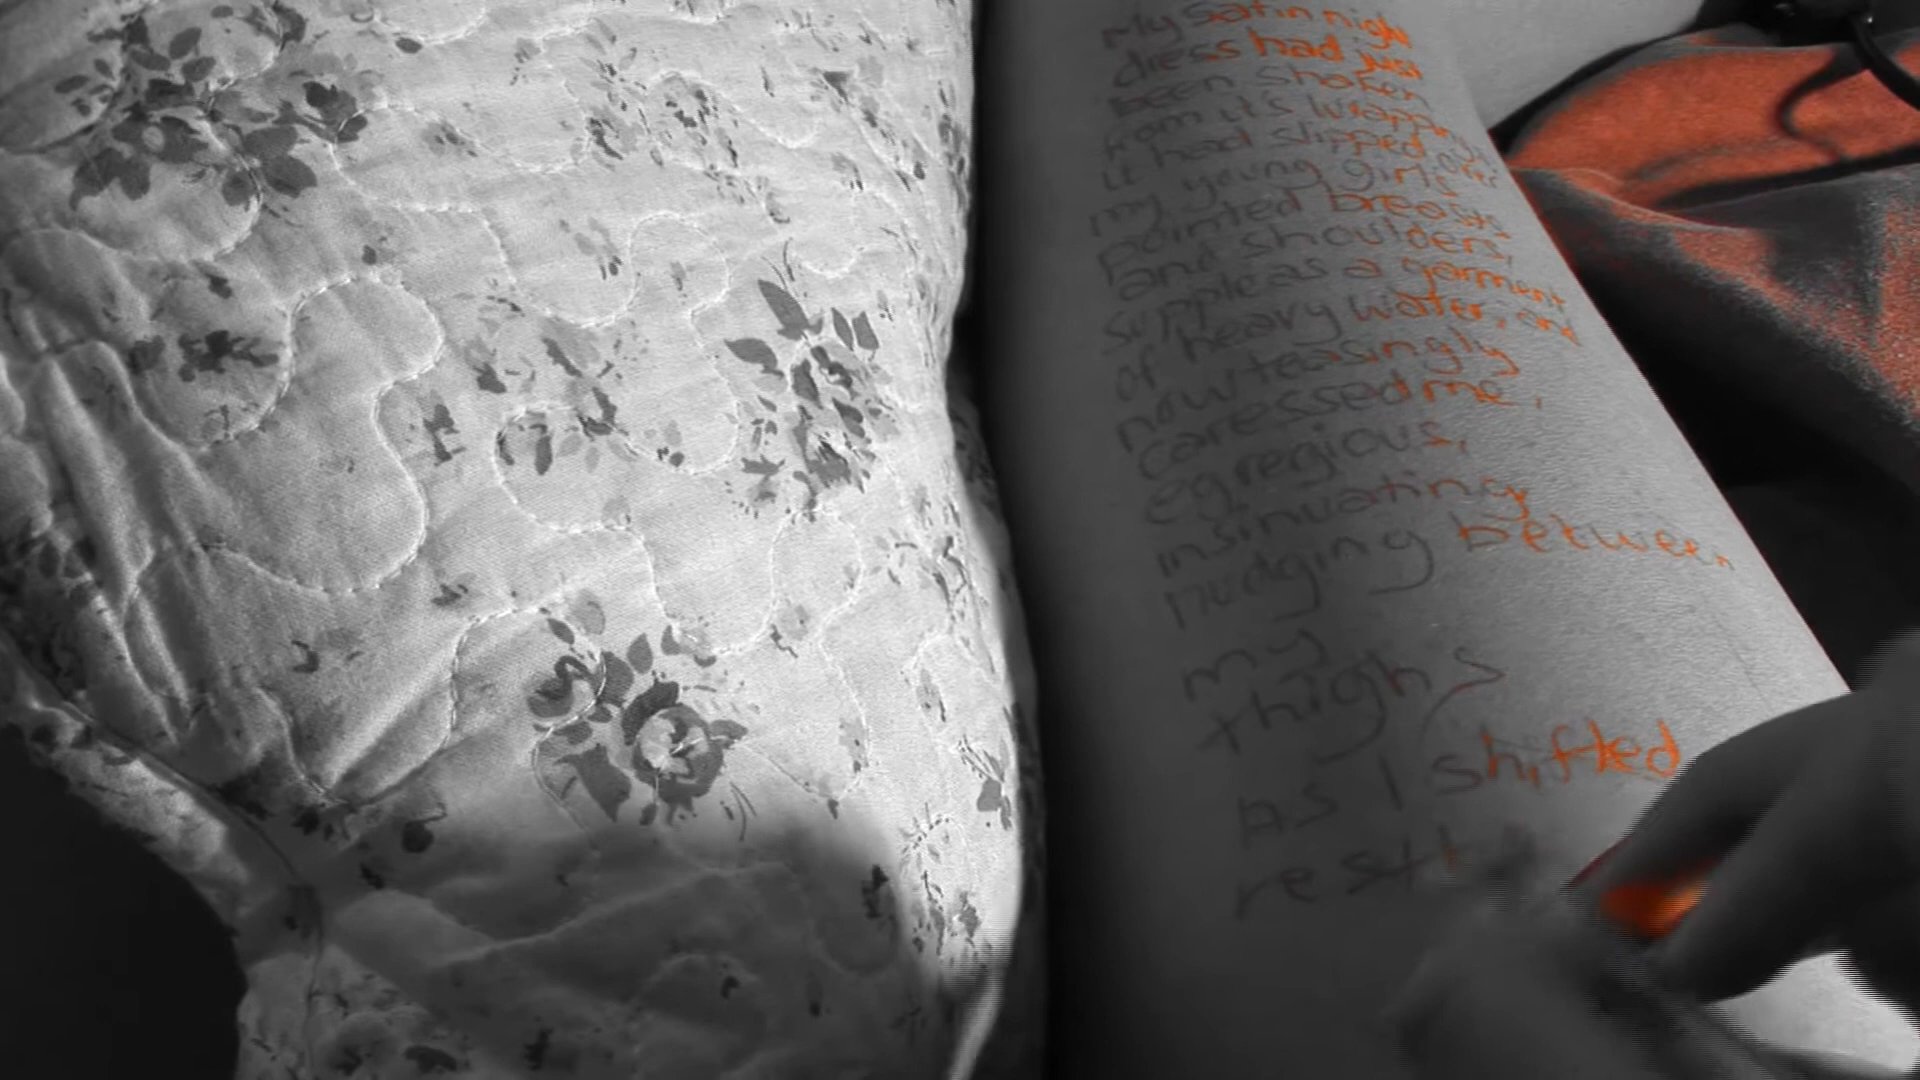 My satin night
dress had just
been shaken
from it's wrappings
it had slipped over
my young girls
pointed breasts
and shoulders,
supple as a garment
of heavy water, and
now teasingly
caressed me,
egregious,
insinuating
nudging between
my
thighs
as I shifted